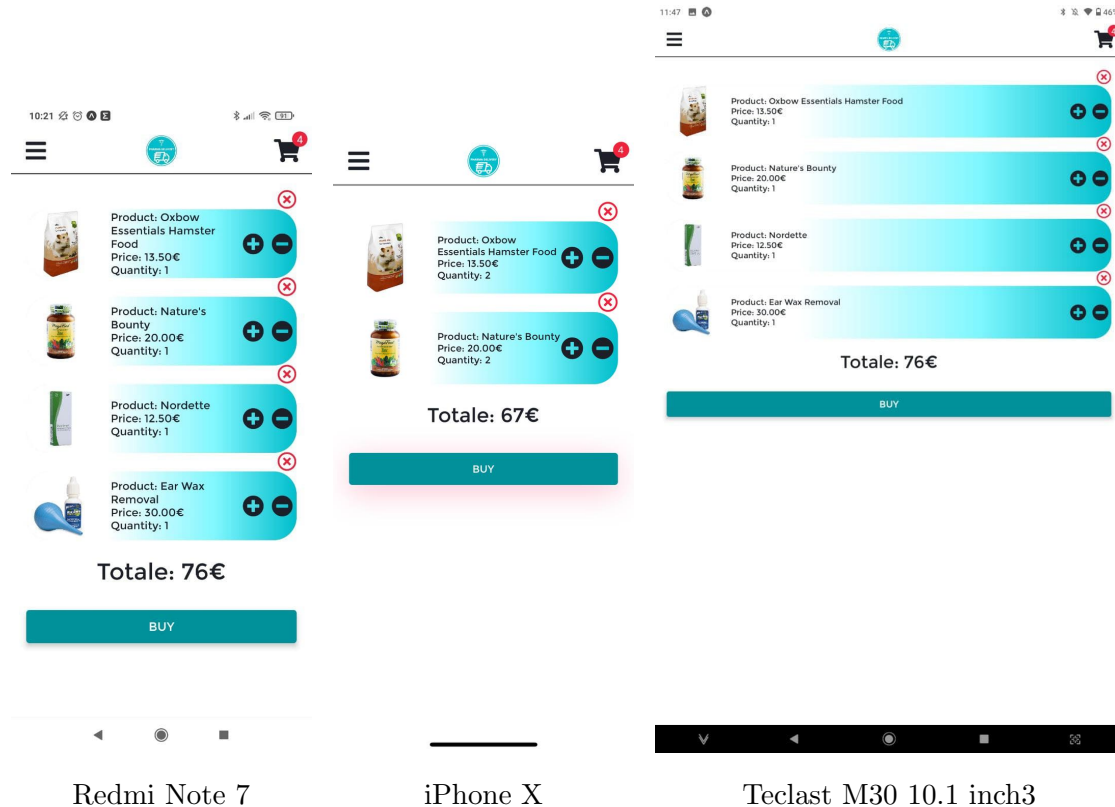 10:21
91
4
Product: Oxbow
Essentials Hamster
Food
Price: 13.50€
Quantity: 1
Product: Nature's
Bounty
Price: 20.00€
Quantity: 1
Product: Nordette
Price: 12.50€
Quantity: 1
Product: Ear Wax
Removal
Price: 30.00€
Quantity: 1
Totale: 76€
BUY
Redmi Note 7
4
Product: Oxbow
Essentials Hamster Food
Price: 13.50€
Quantity: 2
Product: Nature's Bounty
Price: 20.00€
Quantity: 2
Totale: 67€
BUY
iPhone X
11:47
46%
4
Product: Oxbow Essentials Hamster Food
Price: 13.50€
Quantity: 1
Product: Nature's Bounty
Price: 20.00€
Quantity: 1
Product: Nordette
Price: 12.50€
Quantity: 1
Product: Ear Wax Removal
Price: 30.00€
Quantity: 1
Totale: 76€
BUY
Teclast M30 10.1 inch3